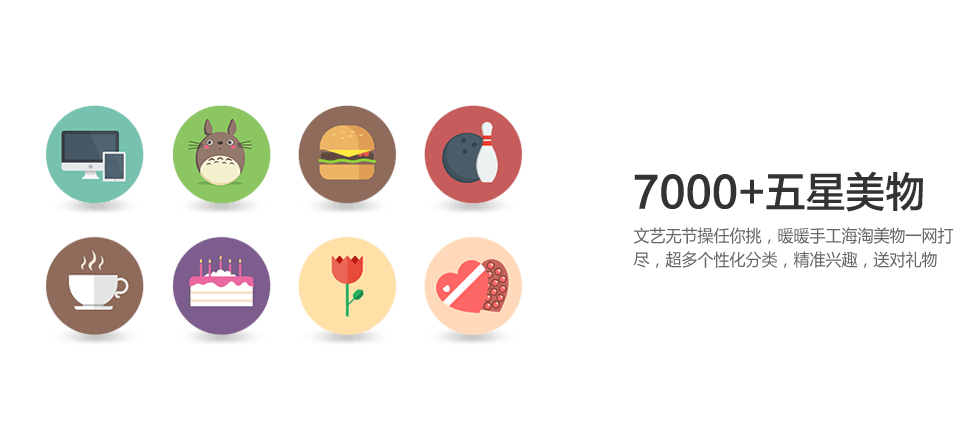 7000+五星美物
文艺无节操任你挑，暖暖手工海淘美物一网打
尽，超多个性化分类，精准兴趣，送对礼物